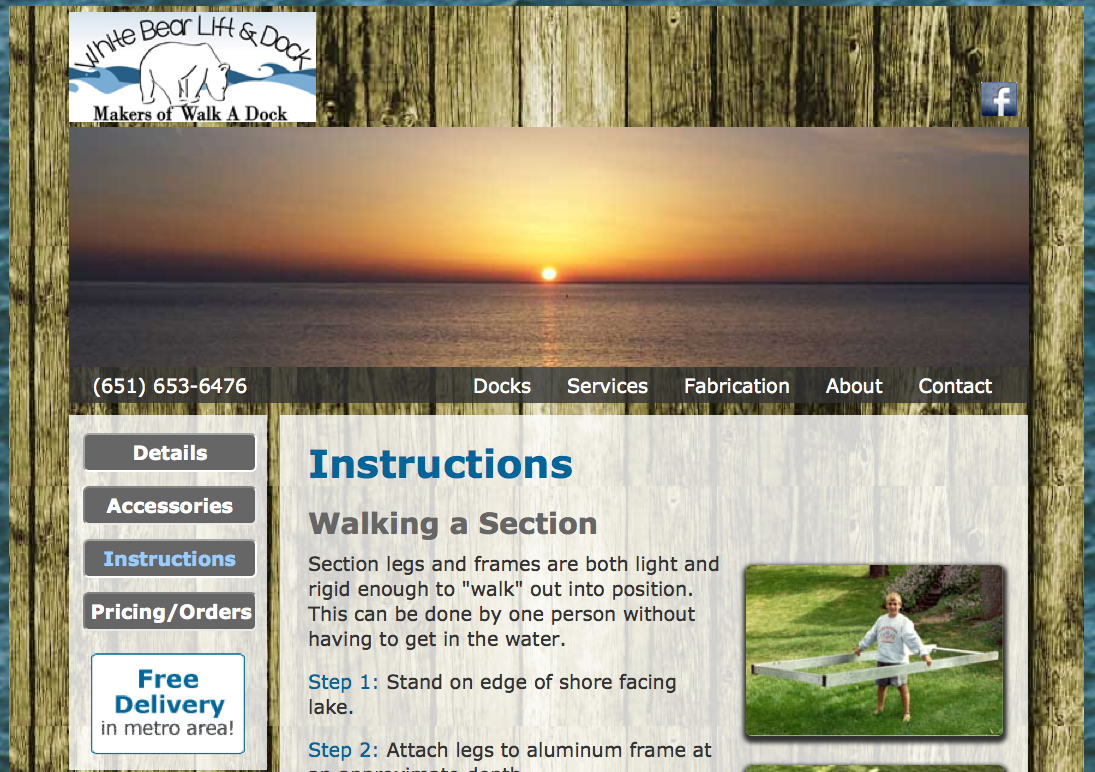 White Bear Lift & Dock
Makers of Walk A Dock
f
(651) 653-6476
Docks
Services
Fabrication
About
Contact
Details
Accessories
Instructions
Pricing/Orders
Free
Delivery
in metro area!
Instructions
Walking a Section
Section legs and frames are both light and
rigid enough to "walk" out into position.
This can be done by one person without
having to get in the water.
Step 1: Stand on edge of shore facing
lake.
Step 2: Attach legs to aluminum frame at
an approximate depth